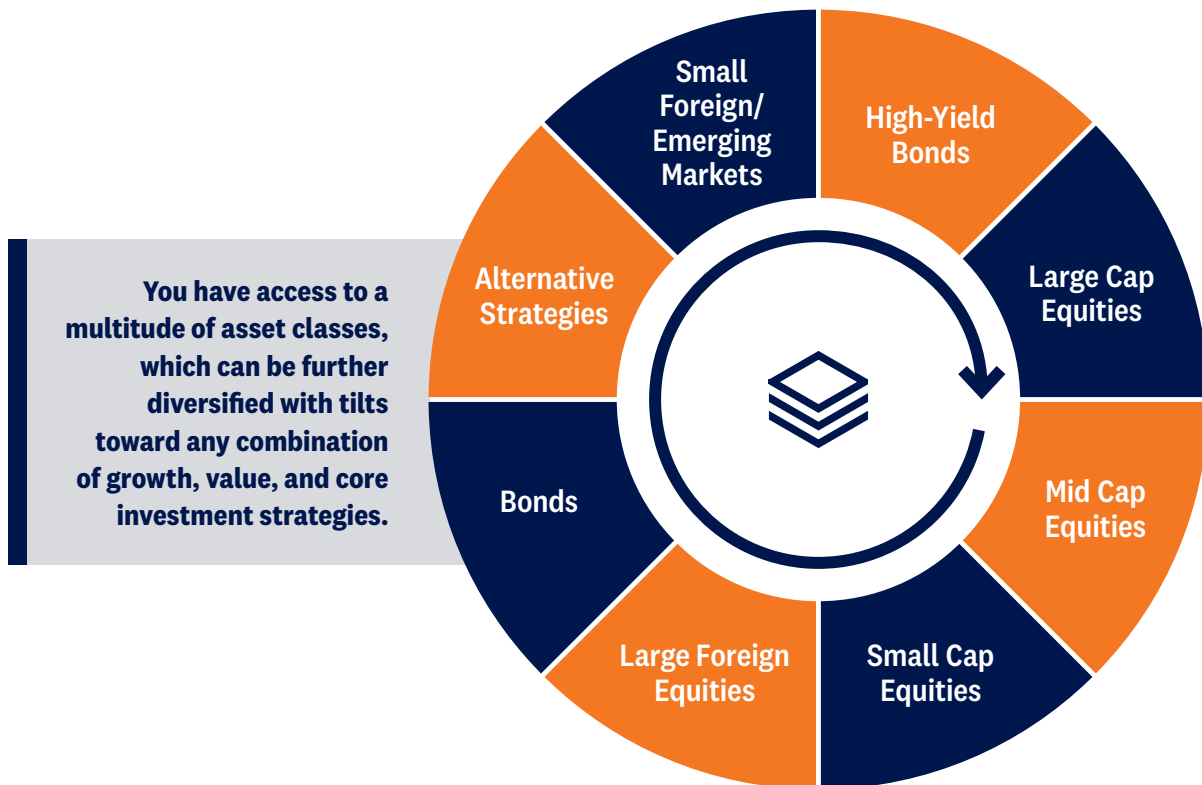 You have access to a
multitude of asset classes,
which can be further
diversified with tilts
toward any combination
of growth, value, and core
investment strategies.
Small
Foreign/
Emerging
Markets
High-Yield
Bonds
Large Cap
Equities
Mid Cap
Equities
Small Cap
Equities
Large Foreign
Equities
Bonds
Alternative
Strategies